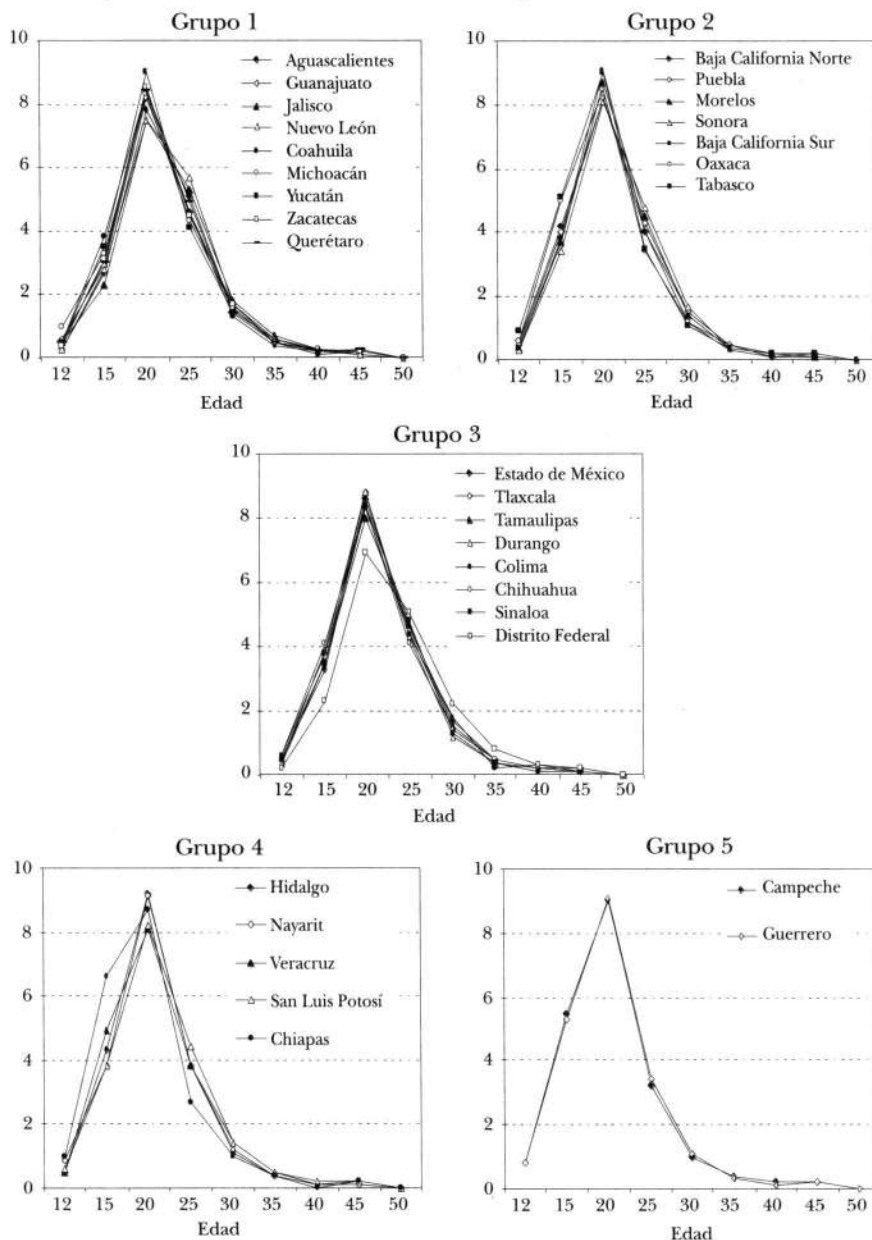 Grupo 1
10
8
6
4
2
0
12 15 20 25 30 35 40 45 50
Edad
Aguascalientes
Guanajuato
Jalisco
Nuevo León
Coahuila
Michoacán
Yucatán
Zacatecas
Querétaro
Grupo 2
10
8
6
4
2
0
12 15 20 25 30 35 40 45 50
Edad
Baja California Norte
Puebla
Morelos
Sonora
Baja California Sur
Oaxaca
Tabasco
Grupo 3
10
8
6
4
2
0
12 15 20 25 30 35 40 45 50
Edad
Estado de México
Tlaxcala
Tamaulipas
Durango
Colima
Chihuahua
Sinaloa
Distrito Federal
Grupo 4
10
8
6
4
2
0
12 15 20 25 30 35 40 45 50
Edad
Hidalgo
Nayarit
Veracruz
San Luis Potosí
Chiapas
Grupo 5
10
8
6
4
2
0
12 15 20 25 30 35 40 45 50
Edad
Campeche
Guerrero